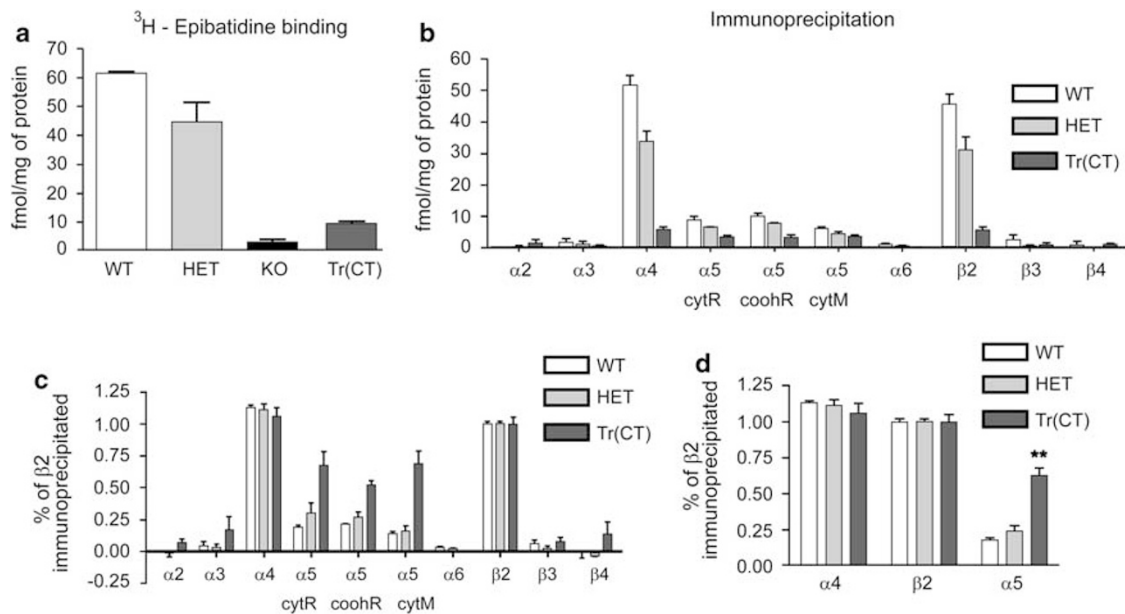 a
³H - Epibatidine binding
fmol/mg of protein
70
60
50
40
30
20
10
0
WT HET KO Tr(CT)
b
Immunoprecipitation
fmol/mg of protein
60
50
40
30
20
10
0
WT
HET
Tr(CT)
α2 α3 α4 α5 α5 α5 α6 β2 β3 β4
cytR coohR cytM
c
% of β2
immunoprecipitated
1.25
1.00
0.75
0.50
0.25
0.00
-0.25
WT
HET
Tr(CT)
α2 α3 α4 α5 α5 α5 α6 β2 β3 β4
cytR coohR cytM
d
% of β2
immunoprecipitated
1.25
1.00
0.75
0.50
0.25
0.00
WT
HET
Tr(CT)
**
α4 β2 α5